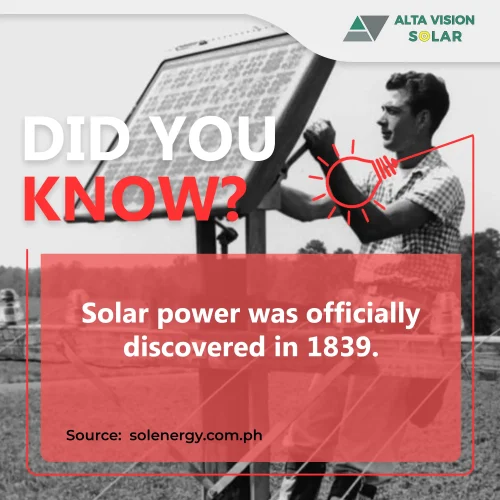 ALTA VISION
SOLAR
DID YOU
KNOW?
Solar power was officially
discovered in 1839.
Source: solenergy.com.ph